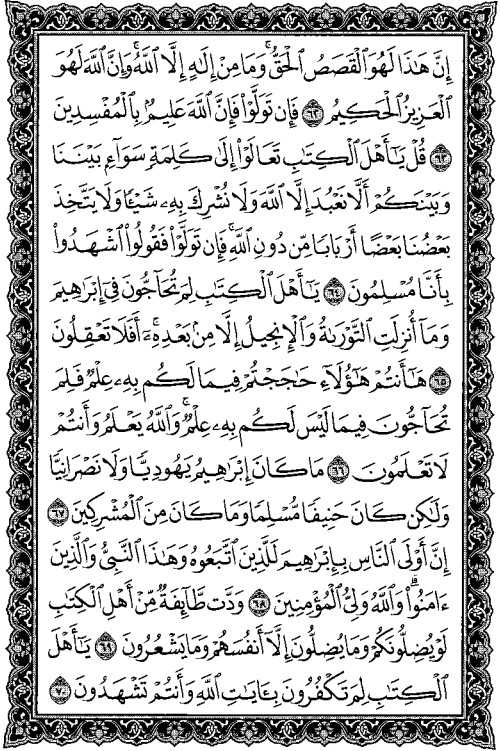 إِنَّ هَٰذَا لَهُوَ ٱلْقَصَصُ ٱلْحَقُّ ۚ وَمَا مِنْ إِلَٰهٍ إِلَّا ٱللَّهُ ۚ وَإِنَّ ٱللَّهَ لَهُوَ
ٱلْعَزِيزُ ٱلْحَكِيمُ ٦٢ فَإِن تَوَلَّوْا۟ فَإِنَّ ٱللَّهَ عَلِيمٌۢ بِٱلْمُفْسِدِينَ
٦٣ قُلْ يَٰٓأَهْلَ ٱلْكِتَٰبِ تَعَالَوْا۟ إِلَىٰ كَلِمَةٍ سَوَآءٍۭ بَيْنَنَا
وَبَيْنَكُمْ أَلَّا نَعْبُدَ إِلَّا ٱللَّهَ وَلَا نُشْرِكَ بِهِۦ شَيْـًٔا وَلَا يَتَّخِذَ
بَعْضُنَا بَعْضًا أَرْبَابًا مِّن دُونِ ٱللَّهِ ۚ فَإِن تَوَلَّوْا۟ فَقُولُوا۟ ٱشْهَدُوا۟
بِأَنَّا مُسْلِمُونَ ٦٤ يَٰٓأَهْلَ ٱلْكِتَٰبِ لِمَ تُحَآجُّونَ فِىٓ إِبْرَٰهِيمَ
وَمَآ أُنزِلَتِ ٱلتَّوْرَىٰةُ وَٱلْإِنجِيلُ إِلَّا مِنۢ بَعْدِهِۦٓ ۚ أَفَلَا تَعْقِلُونَ
٦٥ هَٰٓأَنتُمْ هَٰٓؤُلَآءِ حَٰجَجْتُمْ فِيمَا لَكُم بِهِۦ عِلْمٌ فَلِمَ
تُحَآجُّونَ فِيمَا لَيْسَ لَكُم بِهِۦ عِلْمٌ ۚ وَٱللَّهُ يَعْلَمُ وَأَنتُمْ
لَا تَعْلَمُونَ ٦٦ مَا كَانَ إِبْرَٰهِيمُ يَهُودِيًّا وَلَا نَصْرَانِيًّا
وَلَٰكِن كَانَ حَنِيفًا مُّسْلِمًا وَمَا كَانَ مِنَ ٱلْمُشْرِكِينَ ٦٧
إِنَّ أَوْلَى ٱلنَّاسِ بِإِبْرَٰهِيمَ لَلَّذِينَ ٱتَّبَعُوهُ وَهَٰذَا ٱلنَّبِىُّ وَٱلَّذِينَ
ءَامَنُوا۟ ۗ وَٱللَّهُ وَلِىُّ ٱلْمُؤْمِنِينَ ٦٨ وَدَّت طَّآئِفَةٌ مِّنْ أَهْلِ ٱلْكِتَٰبِ
لَوْ يُضِلُّونَكُمْ وَمَا يُضِلُّونَ إِلَّآ أَنفُسَهُمْ وَمَا يَشْعُرُونَ ٦٩ يَٰٓأَهْلَ
ٱلْكِتَٰبِ لِمَ تَكْفُرُونَ بِـَٔايَٰتِ ٱللَّهِ وَأَنتُمْ تَشْهَدُونَ ٧٠